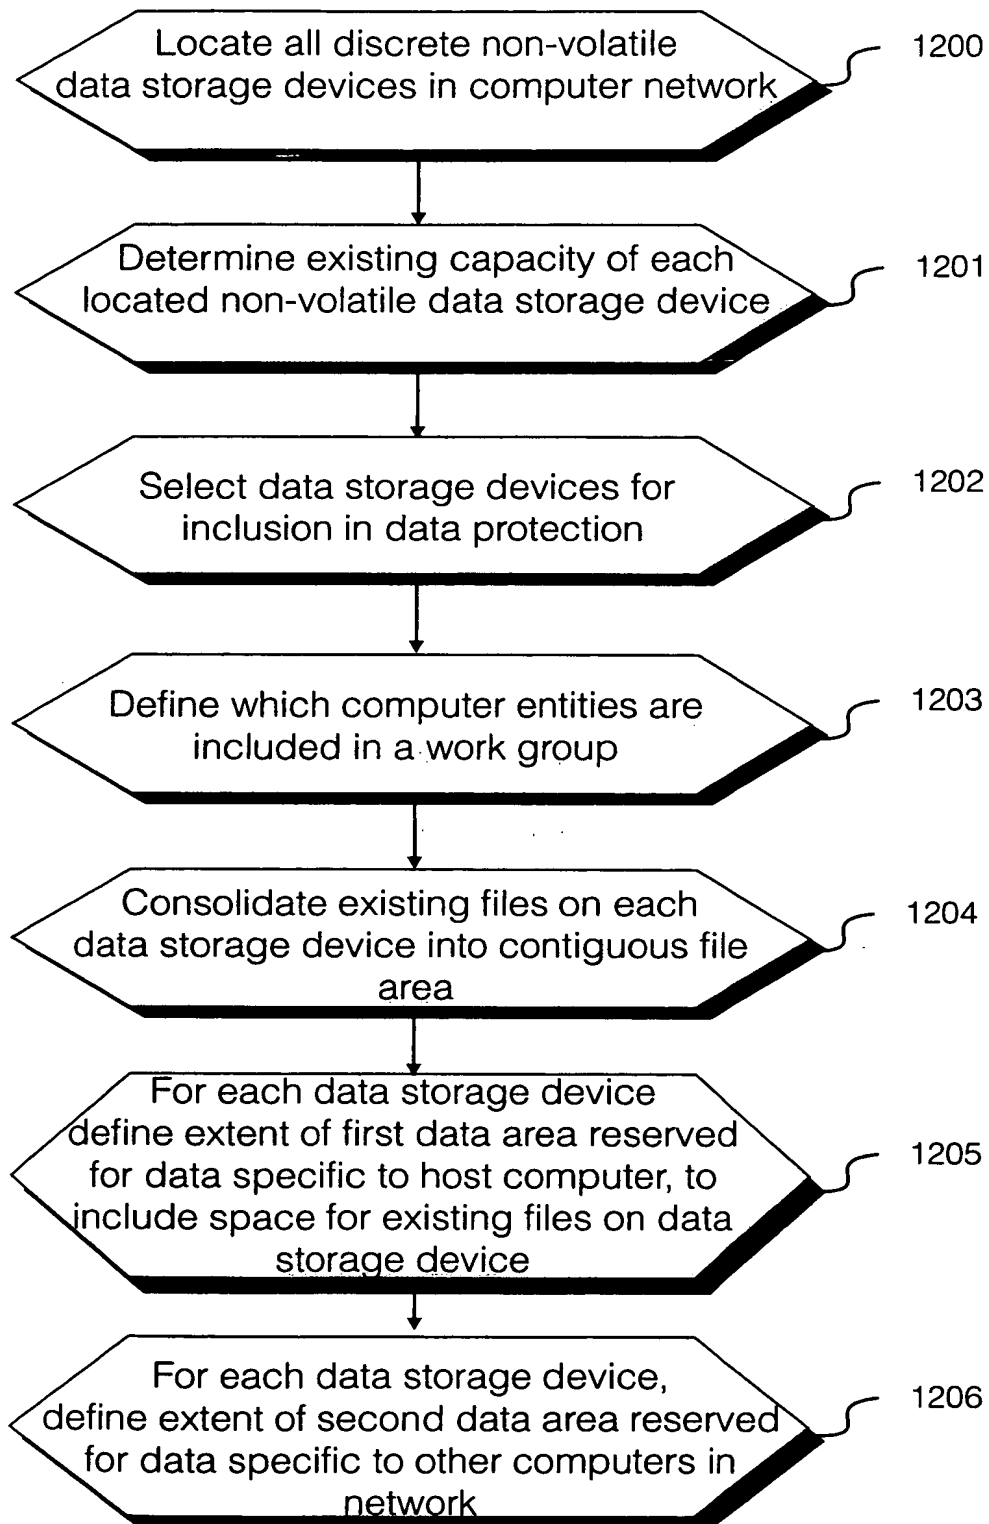 Locate all discrete non-volatile
data storage devices in computer network
1200
Determine existing capacity of each
located non-volatile data storage device
1201
Select data storage devices for
inclusion in data protection
1202
Define which computer entities are
included in a work group
1203
Consolidate existing files on each
data storage device into contiguous file
area
1204
For each data storage device
define extent of first data area reserved
for data specific to host computer, to
include space for existing files on data
storage device
1205
For each data storage device,
define extent of second data area reserved
for data specific to other computers in
network
1206